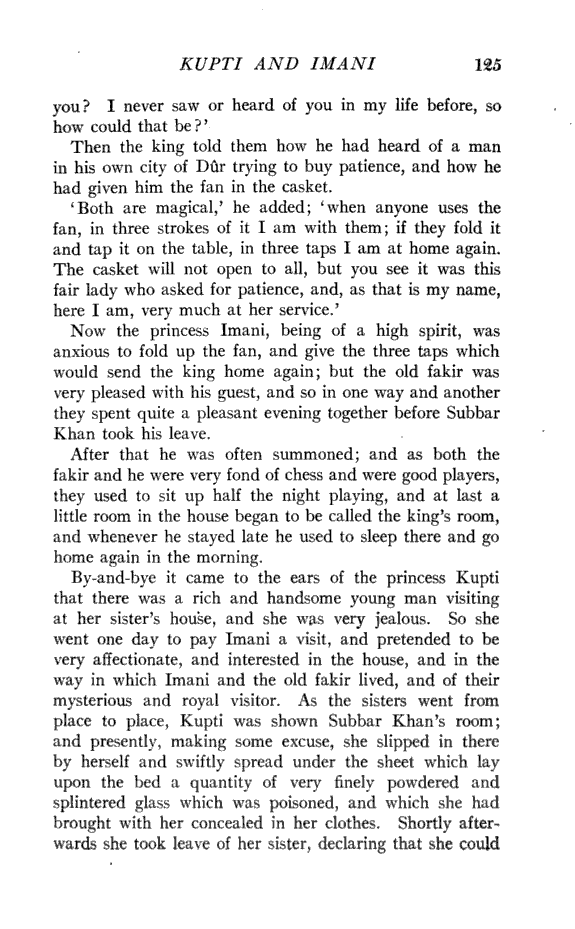 KUPTI AND IMANI 125
you? I never saw or heard of you in my life before, so
how could that be?'
Then the king told them how he had heard of a man
in his own city of Dûr trying to buy patience, and how he
had given him the fan in the casket.
'Both are magical,' he added; 'when anyone uses the
fan, in three strokes of it I am with them; if they fold it
and tap it on the table, in three taps I am at home again.
The casket will not open to all, but you see it was this
fair lady who asked for patience, and, as that is my name,
here I am, very much at her service.'
Now the princess Imani, being of a high spirit, was
anxious to fold up the fan, and give the three taps which
would send the king home again; but the old fakir was
very pleased with his guest, and so in one way and another
they spent quite a pleasant evening together before Subbar
Khan took his leave.
After that he was often summoned; and as both the
fakir and he were very fond of chess and were good players,
they used to sit up half the night playing, and at last a
little room in the house began to be called the king's room,
and whenever he stayed late he used to sleep there and go
home again in the morning.
By-and-bye it came to the ears of the princess Kupti
that there was a rich and handsome young man visiting
at her sister's house, and she was very jealous. So she
went one day to pay Imani a visit, and pretended to be
very affectionate, and interested in the house, and in the
way in which Imani and the old fakir lived, and of their
mysterious and royal visitor. As the sisters went from
place to place, Kupti was shown Subbar Khan's room;
and presently, making some excuse, she slipped in there
by herself and swiftly spread under the sheet which lay
upon the bed a quantity of very finely powdered and
splintered glass which was poisoned, and which she had
brought with her concealed in her clothes. Shortly after-
wards she took leave of her sister, declaring that she could